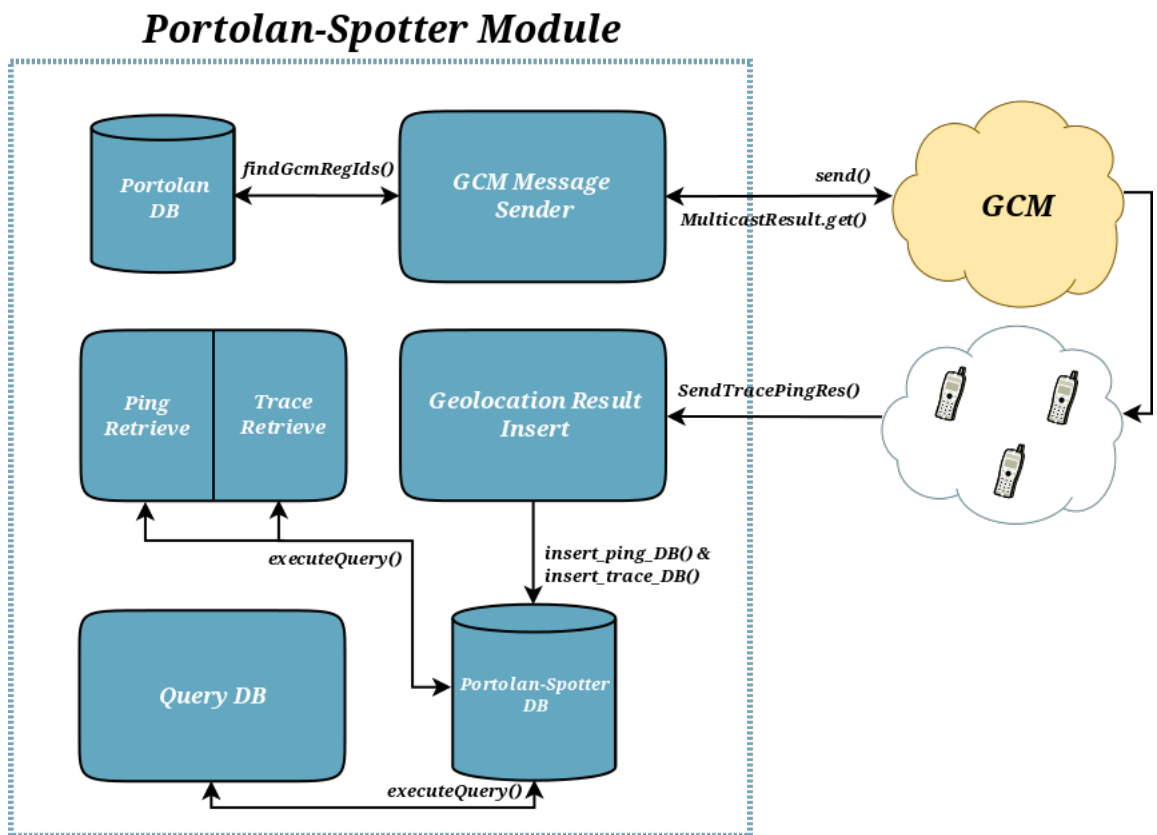 Portolan-Spotter Module
Portolan
DB
findGcmRegIds()
GCM Message
Sender
send()
MulticastResult.get()
GCM
Ping
Retrieve
Trace
Retrieve
Geolocation Result
Insert
SendTracePingRes()
executeQuery()
insert_ping_DB() &
insert_trace_DB()
Query DB
Portolan-Spotter
DB
executeQuery()